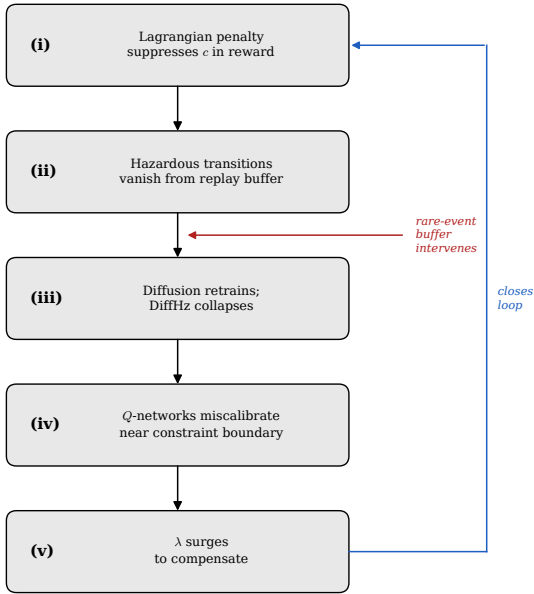 (i)
Lagrangian penalty
suppresses c in reward
(ii)
Hazardous transitions
vanish from replay buffer
rare-event
buffer
intervenes
(iii)
Diffusion retrains;
DiffHz collapses
closes
loop
(iv)
Q-networks miscalibrate
near constraint boundary
(v)
λ surges
to compensate